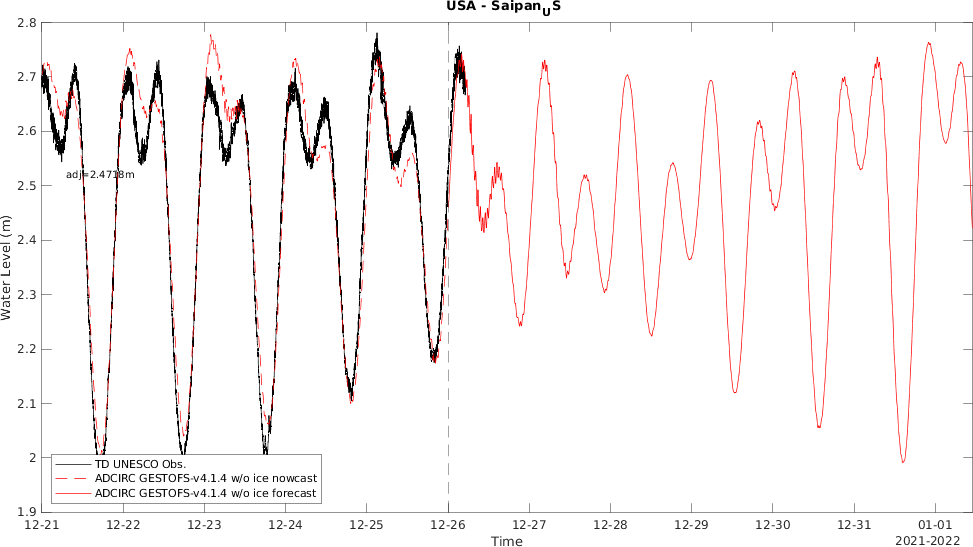 USA - Saipan_US
2.8
2.7
2.6
2.5
2.4
2.3
2.2
2.1
2
1.9
Water Level (m)
adj=2.4718m
TD UNESCO Obs.
ADCIRC GESTOFS-v4.1.4 w/o ice nowcast
ADCIRC GESTOFS-v4.1.4 w/o ice forecast
12-21 12-22 12-23 12-24 12-25 12-26 12-27 12-28 12-29 12-30 12-31 01-01
Time
2021-2022